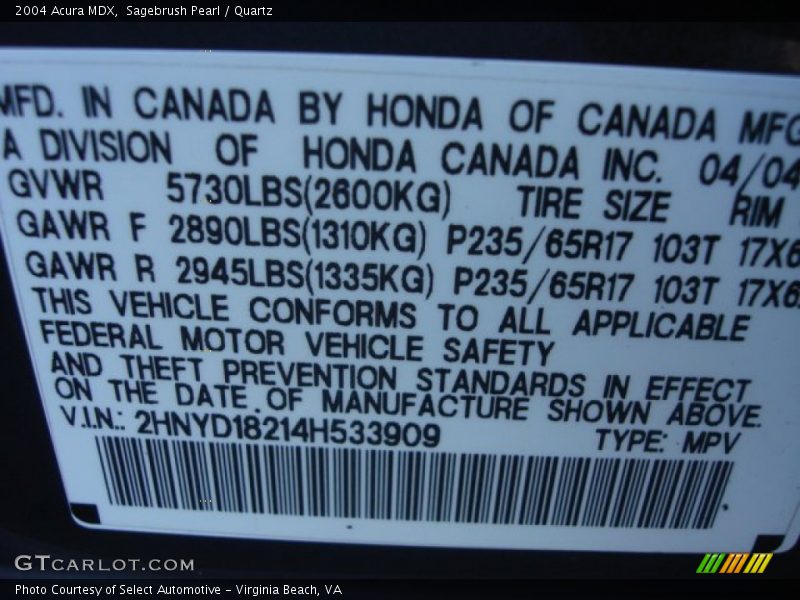 2004 Acura MDX, Sagebrush Pearl / Quartz
MFD. IN CANADA BY HONDA OF CANADA MFG
A DIVISION OF HONDA CANADA INC. 04/04
GVWR 5730LBS(2600KG) TIRE SIZE RIM
GAWR F 2890LBS(1310KG) P235/65R17 103T 17X6
GAWR R 2945LBS(1335KG) P235/65R17 103T 17X6
THIS VEHICLE CONFORMS TO ALL APPLICABLE
FEDERAL MOTOR VEHICLE SAFETY
AND THEFT PREVENTION STANDARDS IN EFFECT
ON THE DATE OF MANUFACTURE SHOWN ABOVE.
V.I.N.: 2HNYD18214H533909 TYPE: MPV
GTCARLOT.COM
Photo Courtesy of Select Automotive - Virginia Beach, VA